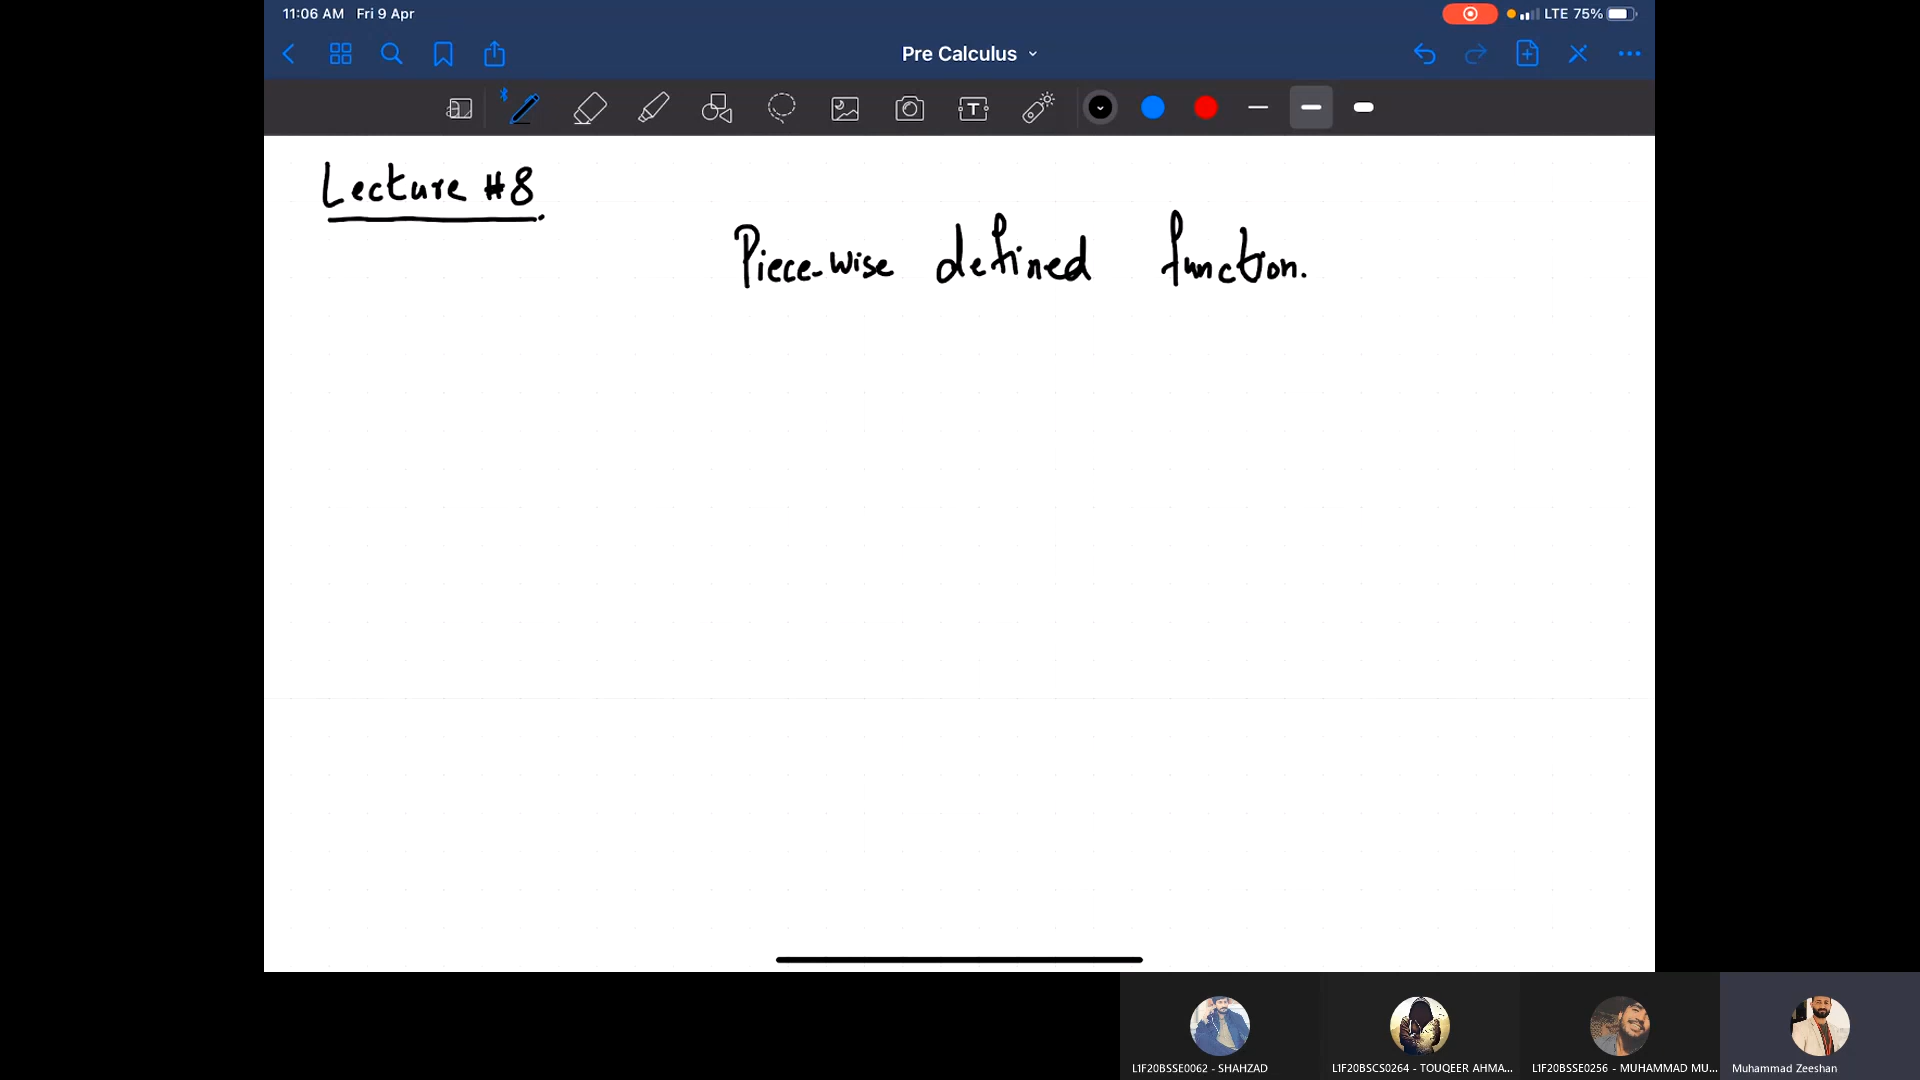 11:06 AM Fri 9 Apr
LTE 75%
Pre Calculus
T
Lecture #8
Piece-wise defined function.
L1F20BSSE0062 - SHAHZAD
L1F20BSCS0264 - TOUQEER AHMA...
L1F20BSSE0256 - MUHAMMAD MU...
Muhammad Zeeshan